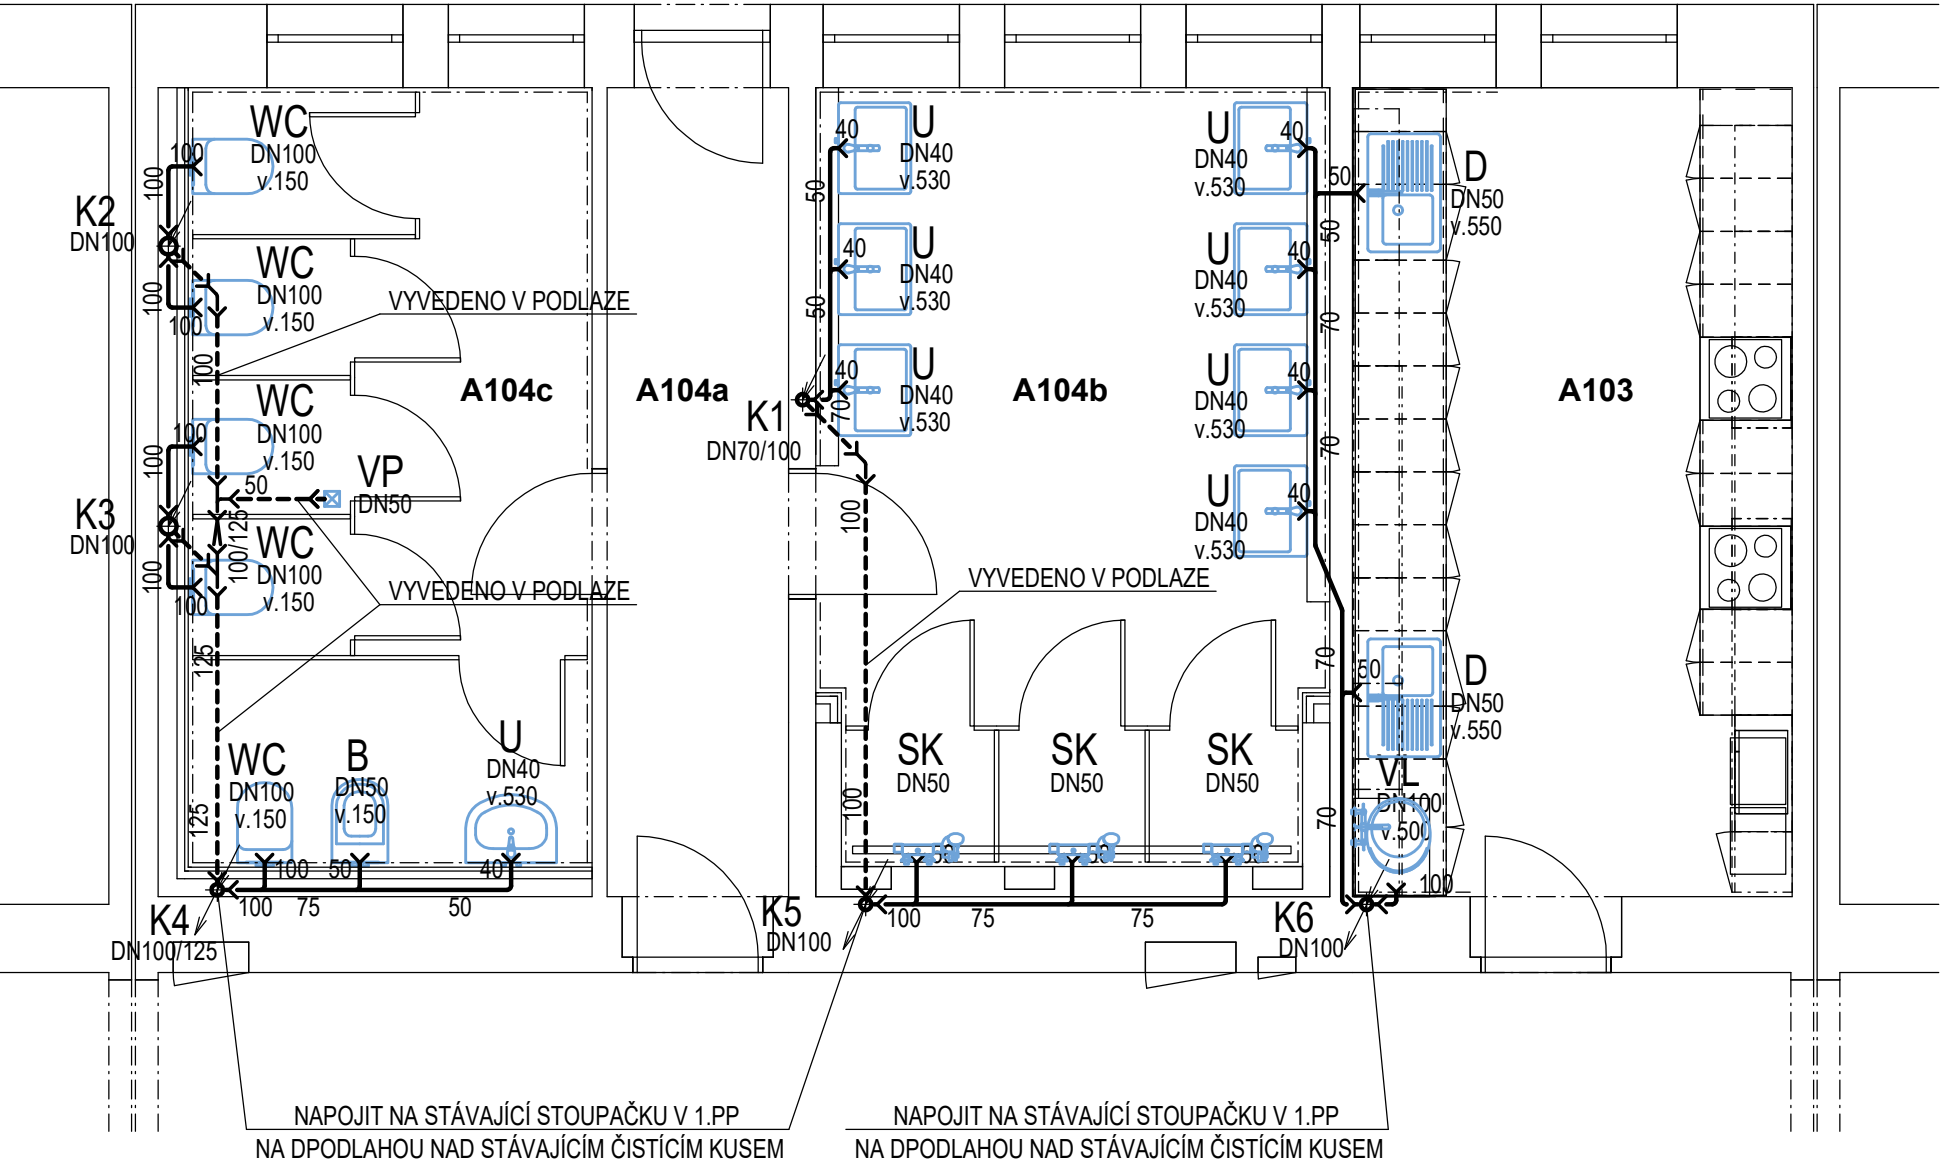 WC
DN100
v.150
100
100
K2
DN100
WC
DN100
v.150
100
100
VYVEDENO V PODLAZE
100
WC
DN100
v.150
100
100
VP
DN50
50
K3
DN100
WC
DN100
v.150
100
100
100/125
VYVEDENO V PODLAZE
125
A104c
A104a
WC
DN100
v.150
B
DN50
v.150
U
DN40
v.530
125
100
50
40
100
75
50
K4
DN100/125
K1
DN70/100
U
DN40
v.530
40
50
U
DN40
v.530
40
50
U
DN40
v.530
40
70
A104b
U
DN40
v.530
40
50
U
DN40
v.530
40
70
U
DN40
v.530
40
70
U
DN40
v.530
40
70
100
VYVEDENO V PODLAZE
SK
DN50
SK
DN50
SK
DN50
100
100
75
75
K5
DN100
50
D
DN50
v.550
A103
50
D
DN50
v.550
VL
DN100
v.500
70
100
K6
DN100
NAPOJIT NA STÁVAJÍCÍ STOUPAČKU V 1.PP
NA DPODLAHOU NAD STÁVAJÍCÍM ČISTÍCÍM KUSEM
NAPOJIT NA STÁVAJÍCÍ STOUPAČKU V 1.PP
NA DPODLAHOU NAD STÁVAJÍCÍM ČISTÍCÍM KUSEM